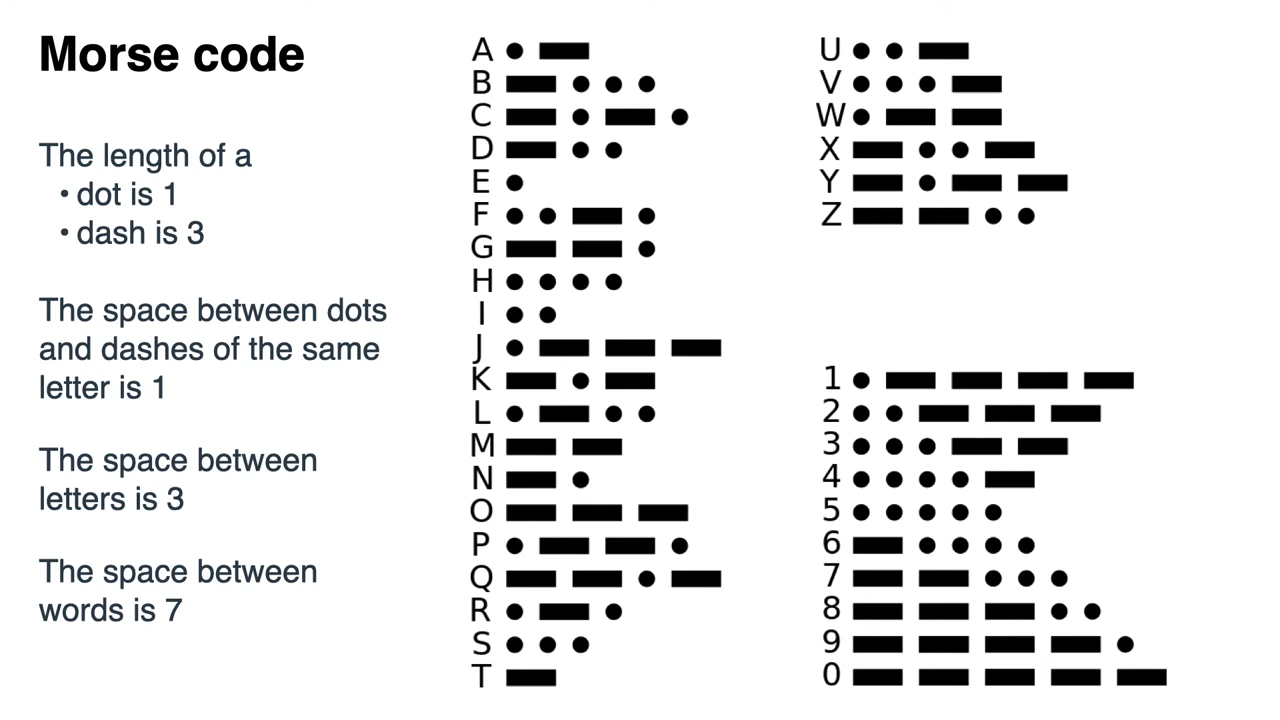 Morse code
The length of a
• dot is 1
• dash is 3
The space between dots
and dashes of the same
letter is 1
The space between
letters is 3
The space between
words is 7
A
B
C
D
E
F
G
H
I
J
K
L
M
N
O
P
Q
R
S
T
U
V
W
X
Y
Z
1
2
3
4
5
6
7
8
9
0